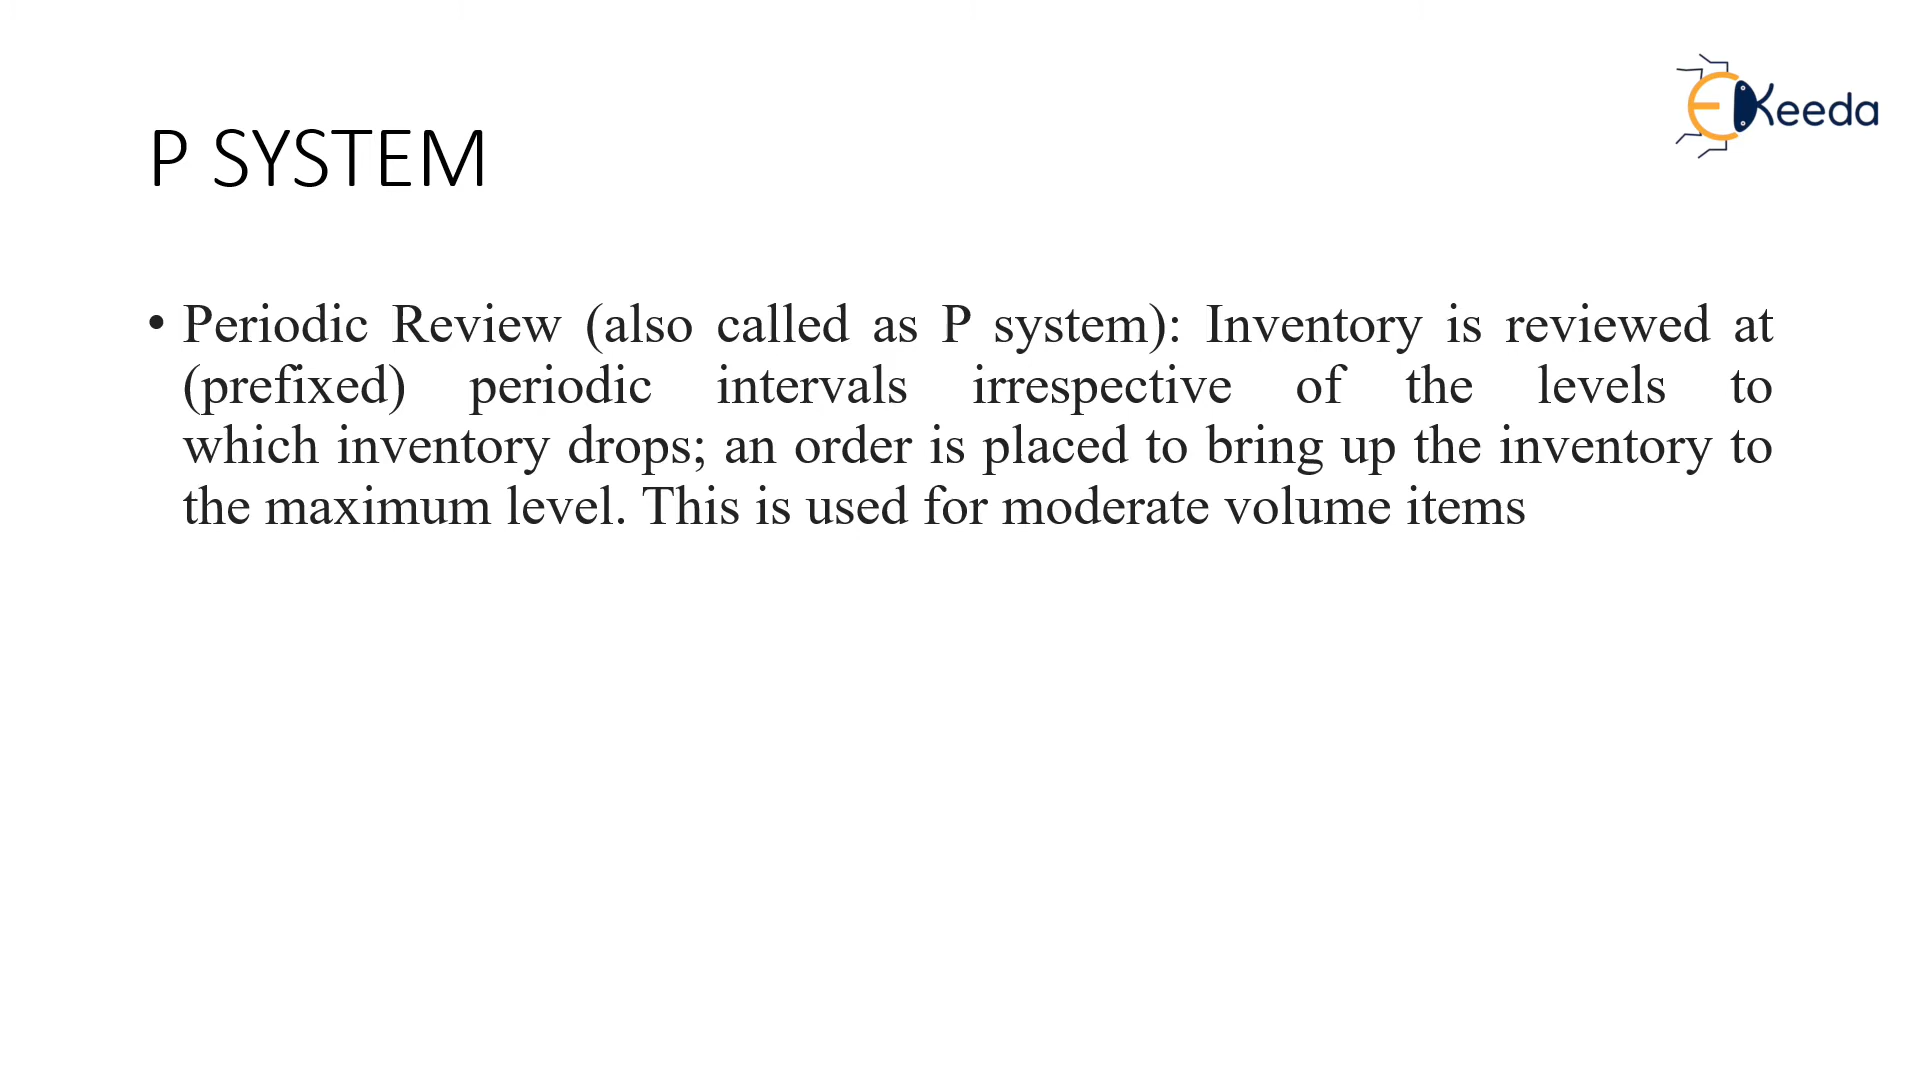 EKeeda
P SYSTEM
• Periodic Review (also called as P system): Inventory is reviewed at
(prefixed) periodic intervals irrespective of the levels to
which inventory drops; an order is placed to bring up the inventory to
the maximum level. This is used for moderate volume items